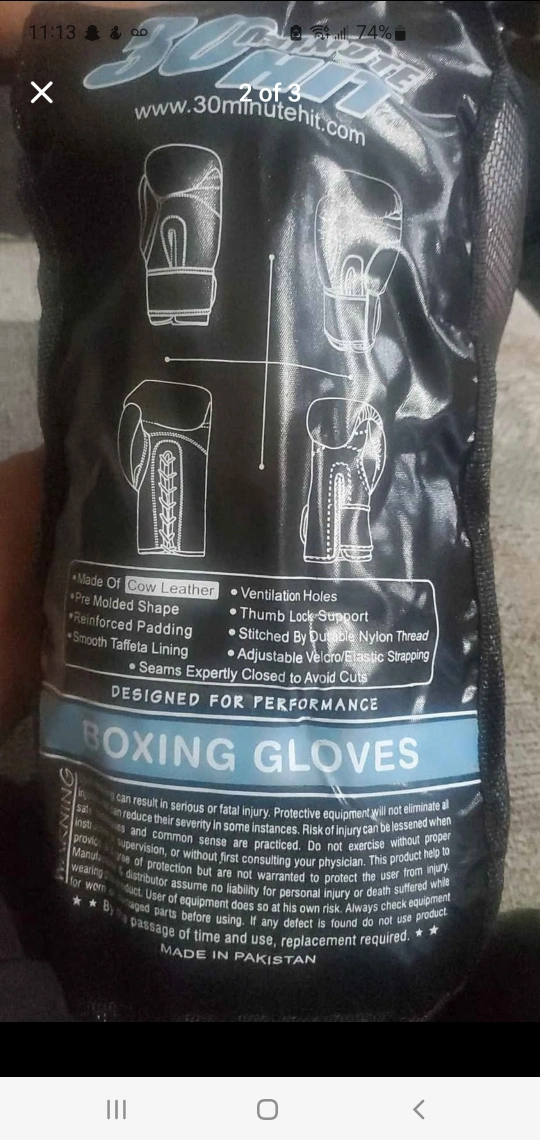 11:13
74%
30 MINUTE
HIT
2 of 3
www.30minutehit.com
•Made Of Cow Leather
•Pre Molded Shape
•Reinforced Padding
•Smooth Taffeta Lining
• Ventilation Holes
• Thumb Lock Support
• Stitched By Durable Nylon Thread
• Adjustable Velcro/Elastic Strapping
• Seams Expertly Closed to Avoid Cuts
DESIGNED FOR PERFORMANCE
BOXING GLOVES
can result in serious or fatal injury. Protective equipment will not eliminate all
reduce their severity in some instances. Risk of injury can be lessened when
and common sense are practiced. Do not exercise without proper
supervision, or without first consulting your physician. This product help to
of protection but are not warranted to protect the user from injury.
& distributor assume no liability for personal injury or death suffered while
wearing User of equipment does so at his own risk. Always check equipment
for worn parts before using. If any defect is found do not use product.
★ ★ By passage of time and use, replacement required. ★ ★
MADE IN PAKISTAN